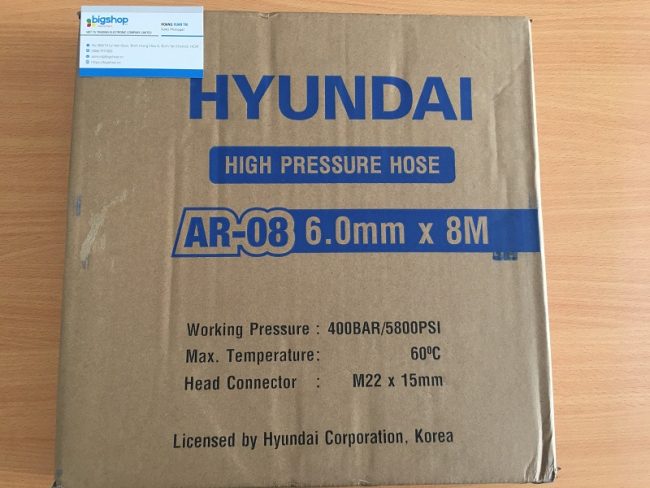 bigshop
HYUNDAI
HIGH PRESSURE HOSE
AR-08 6.0mm x 8M
Working Pressure : 400BAR/5800PSI
Max. Temperature: 60ºC
Head Connector : M22 x 15mm
Licensed by Hyundai Corporation, Korea